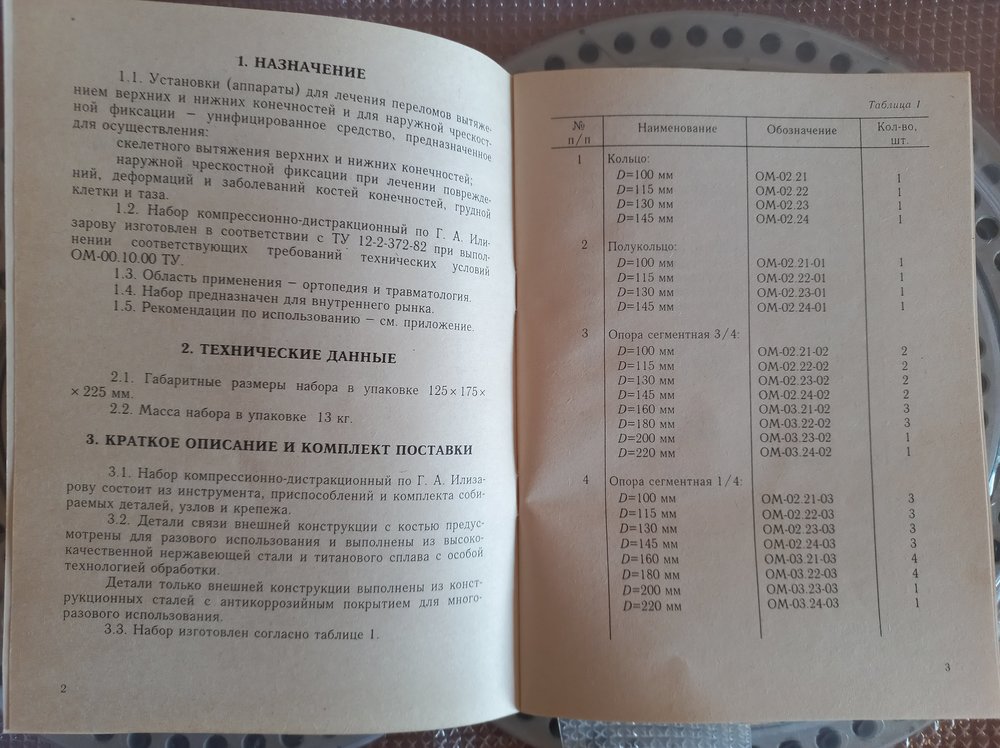 1. НАЗНАЧЕНИЕ
1.1. Установки (аппараты) для лечения переломов вытяже-
нием верхних и нижних конечностей и для наружной чрескост-
ной фиксации — унифицированное средство, предназначенное
для осуществления:
скелетного вытяжения верхних и нижних конечностей;
наружной чрескостной фиксации при лечении поврежде-
ний, деформаций и заболеваний костей конечностей, грудной
клетки и таза.
1.2. Набор компрессионно-дистракционный по Г. А. Или-
зарову изготовлен в соответствии с ТУ 12-2-372-82 при выпол-
нении соответствующих требований технических условий
ОМ-00.10.00 ТУ.
1.3. Область применения — ортопедия и травматология.
1.4. Набор предназначен для внутреннего рынка.
1.5. Рекомендации по использованию — см. приложение.
2. ТЕХНИЧЕСКИЕ ДАННЫЕ
2.1. Габаритные размеры набора в упаковке 125×175×
×225 мм.
2.2. Масса набора в упаковке 13 кг.
3. КРАТКОЕ ОПИСАНИЕ И КОМПЛЕКТ ПОСТАВКИ
3.1. Набор компрессионно-дистракционный по Г. А. Илиза-
рову состоит из инструмента, приспособлений и комплекта соби-
раемых деталей, узлов и крепежа.
3.2. Детали связи внешней конструкции с костью предус-
мотрены для разового использования и выполнены из высоко-
качественной нержавеющей стали и титанового сплава с особой
технологией обработки.
Детали только внешней конструкции выполнены из конст-
рукционных сталей с антикоррозийным покрытием для много-
разового использования.
3.3. Набор изготовлен согласно таблице 1.
2
Таблица 1
№ п/п Наименование Обозначение Кол-во, шт.
1 Кольцо:
D=100 мм ОМ-02.21 1
D=115 мм ОМ-02.22 1
D=130 мм ОМ-02.23 1
D=145 мм ОМ-02.24 1
2 Полукольцо:
D=100 мм ОМ-02.21-01 1
D=115 мм ОМ-02.22-01 1
D=130 мм ОМ-02.23-01 1
D=145 мм ОМ-02.24-01 1
3 Опора сегментная 3/4:
D=100 мм ОМ-02.21-02 2
D=115 мм ОМ-02.22-02 2
D=130 мм ОМ-02.23-02 2
D=145 мм ОМ-02.24-02 2
D=160 мм ОМ-03.21-02 3
D=180 мм ОМ-03.22-02 3
D=200 мм ОМ-03.23-02 1
D=220 мм ОМ-03.24-02 1
4 Опора сегментная 1/4:
D=100 мм ОМ-02.21-03 3
D=115 мм ОМ-02.22-03 3
D=130 мм ОМ-02.23-03 3
D=145 мм ОМ-02.24-03 3
D=160 мм ОМ-03.21-03 4
D=180 мм ОМ-03.22-03 4
D=200 мм ОМ-03.23-03 1
D=220 мм ОМ-03.24-03 1
3